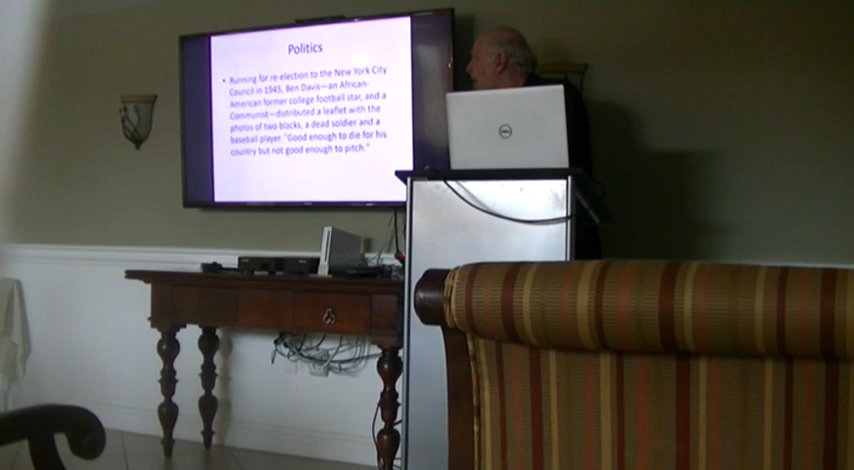 Politics
• Running for re-election to the New York City
Council in 1945, Ben Davis—an African-
American former college football star, and a
Communist—distributed a leaflet with the
photos of two blacks, a dead soldier and a
baseball player. "Good enough to die for his
country but not good enough to pitch."
DELL